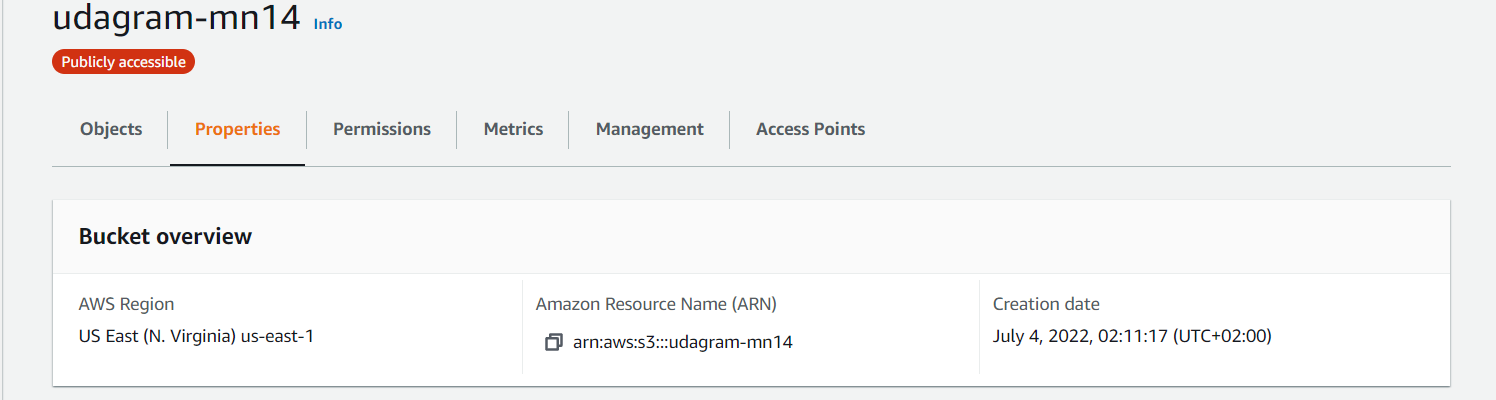 udagram-mn14 Info
Publicly accessible
Objects Properties Permissions Metrics Management Access Points
Bucket overview
AWS Region
US East (N. Virginia) us-east-1
Amazon Resource Name (ARN)
arn:aws:s3:::udagram-mn14
Creation date
July 4, 2022, 02:11:17 (UTC+02:00)